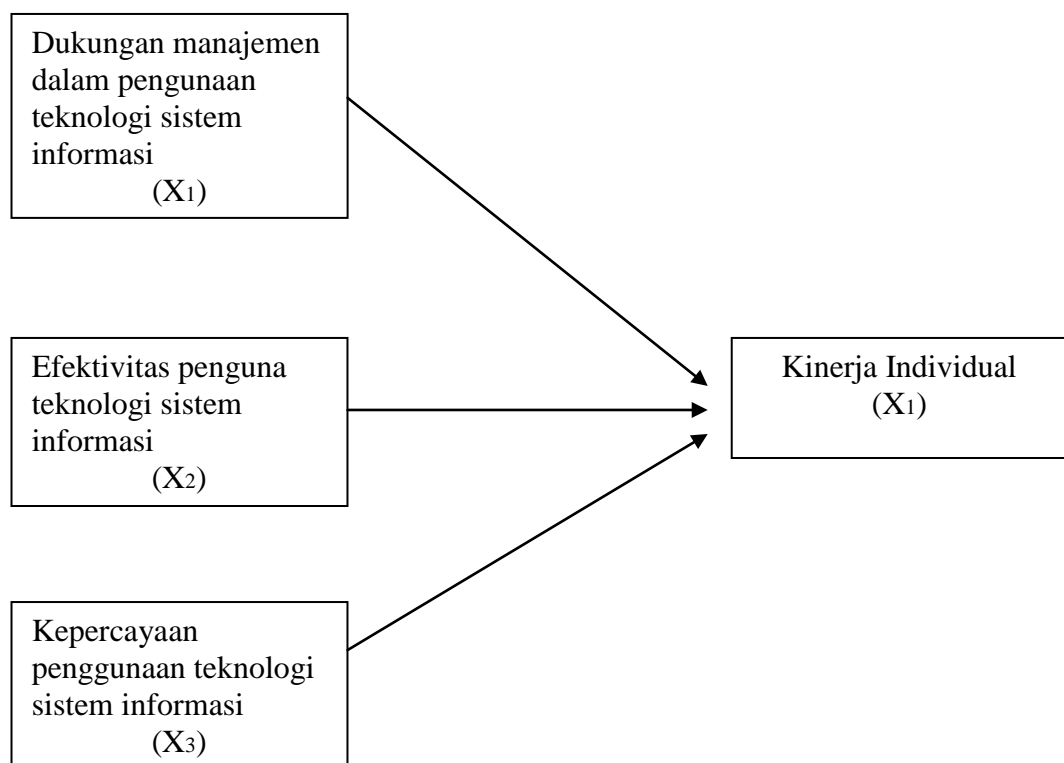 Dukungan manajemen
dalam pengunaan
teknologi sistem
informasi
(X1)
Efektivitas penguna
teknologi sistem
informasi
(X2)
Kinerja Individual
(X1)
Kepercayaan
penggunaan teknologi
sistem informasi
(X3)